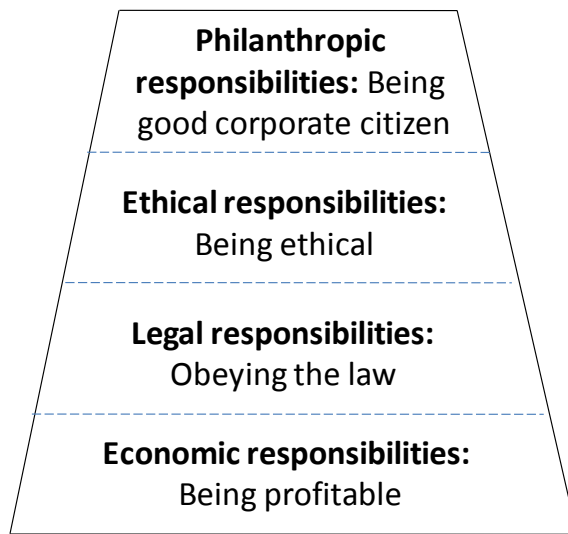 Philanthropic
responsibilities: Being
good corporate citizen
Ethical responsibilities:
Being ethical
Legal responsibilities:
Obeying the law
Economic responsibilities:
Being profitable